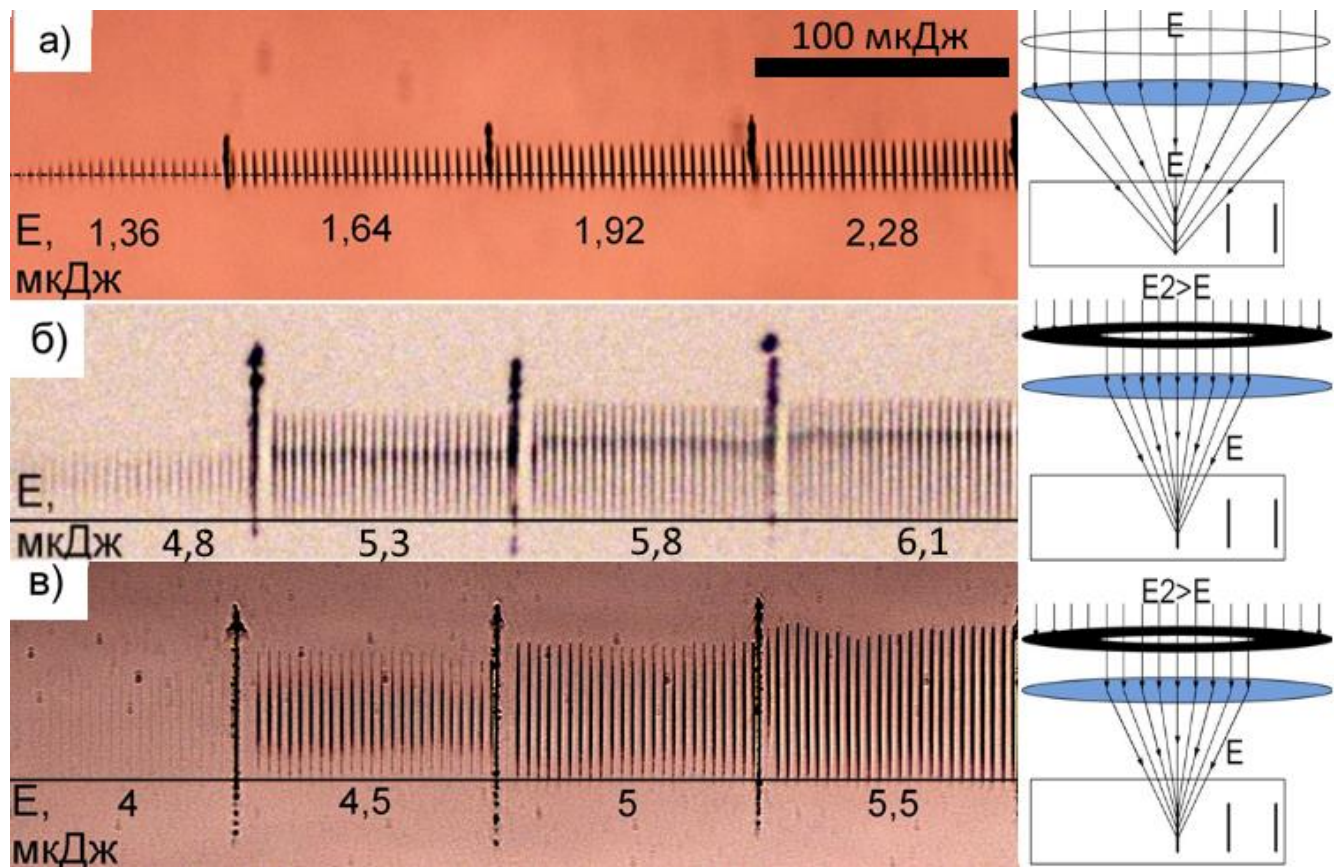 а)
100 мкДж
E
E
E,
мкДж
1,36 1,64 1,92 2,28
E2>E
б)
E
E,
мкДж
4,8 5,3 5,8 6,1
E2>E
в)
E
E,
мкДж
4 4,5 5 5,5